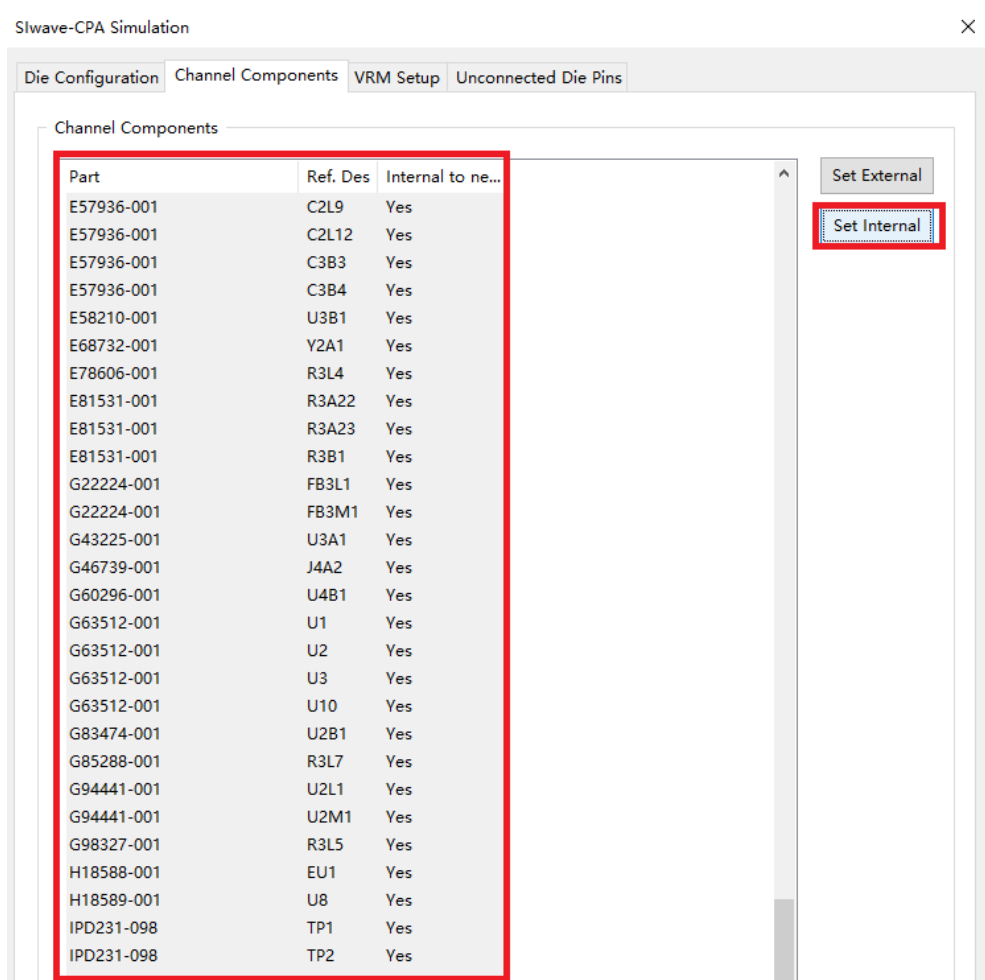 SIwave-CPA Simulation
Die Configuration Channel Components VRM Setup Unconnected Die Pins
Channel Components
Part Ref. Des Internal to ne...
Set External
Set Internal
E57936-001 C2L9 Yes
E57936-001 C2L12 Yes
E57936-001 C3B3 Yes
E57936-001 C3B4 Yes
E58210-001 U3B1 Yes
E68732-001 Y2A1 Yes
E78606-001 R3L4 Yes
E81531-001 R3A22 Yes
E81531-001 R3A23 Yes
E81531-001 R3B1 Yes
G22224-001 FB3L1 Yes
G22224-001 FB3M1 Yes
G43225-001 U3A1 Yes
G46739-001 J4A2 Yes
G60296-001 U4B1 Yes
G63512-001 U1 Yes
G63512-001 U2 Yes
G63512-001 U3 Yes
G63512-001 U10 Yes
G83474-001 U2B1 Yes
G85288-001 R3L7 Yes
G94441-001 U2L1 Yes
G94441-001 U2M1 Yes
G98327-001 R3L5 Yes
H18588-001 EU1 Yes
H18589-001 U8 Yes
IPD231-098 TP1 Yes
IPD231-098 TP2 Yes